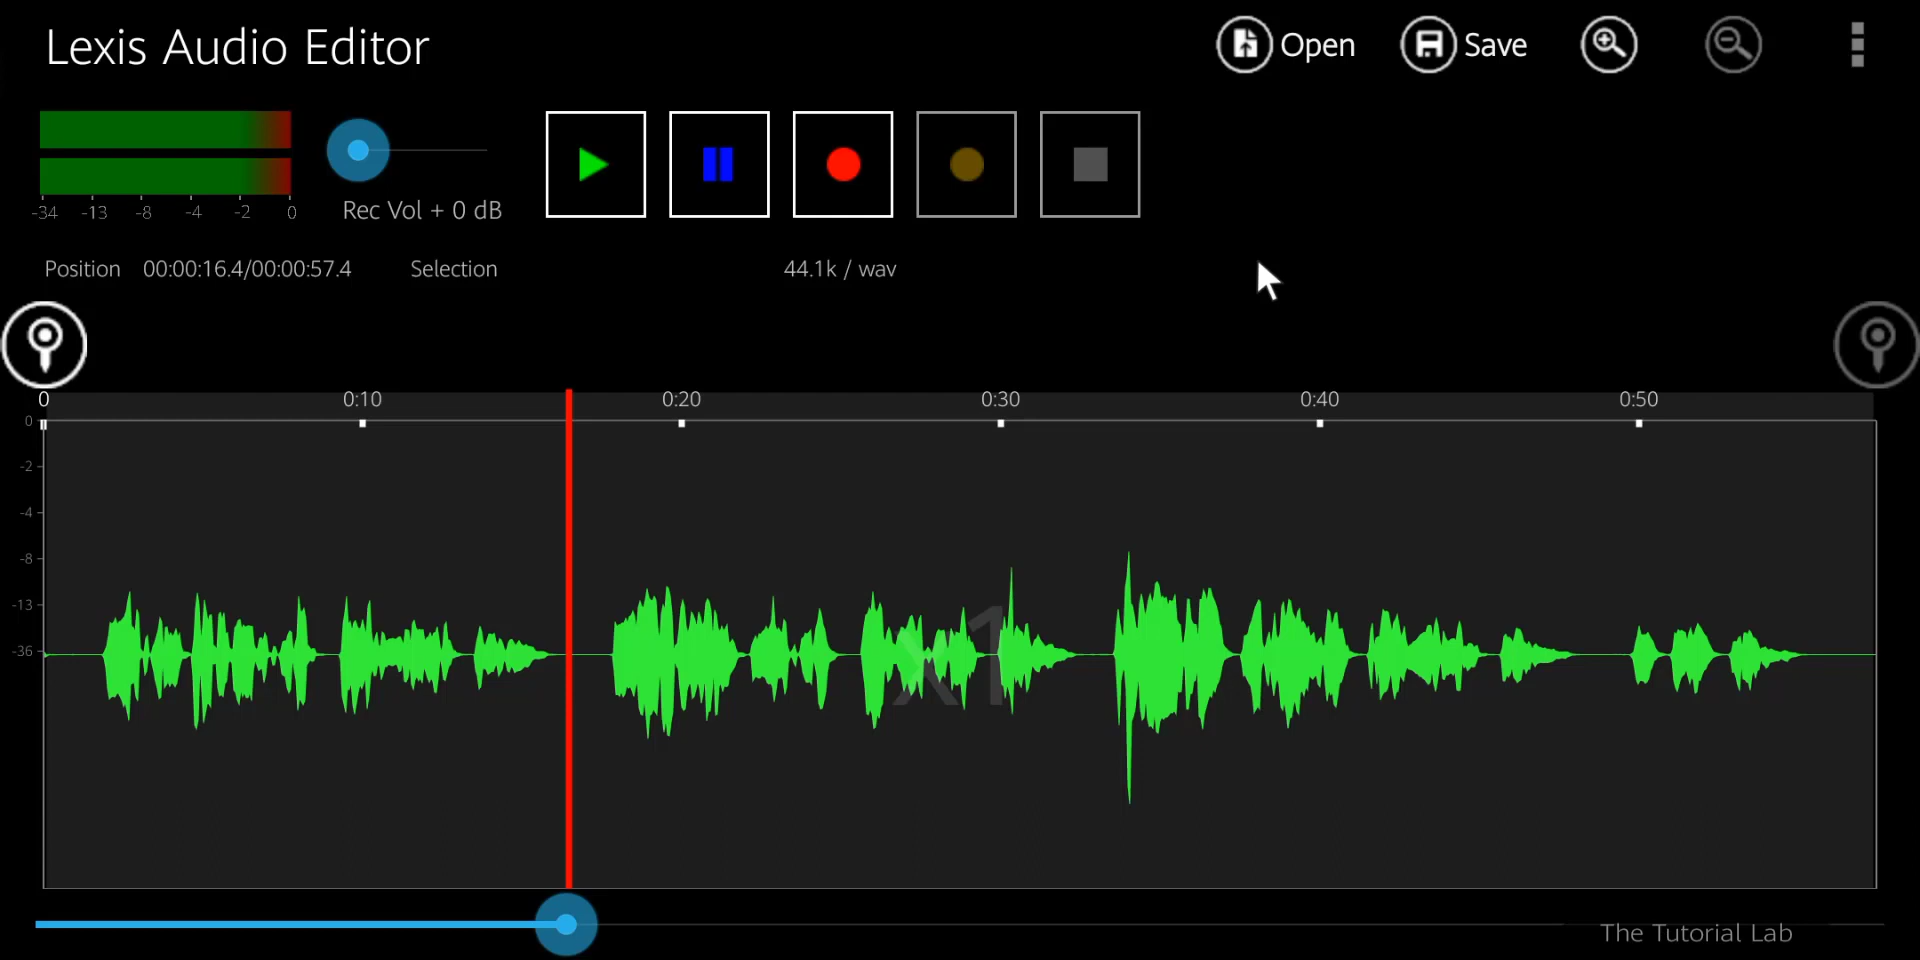 Lexis Audio Editor
Open
Save
-34 -13 -8 -4 -2 0
Rec Vol + 0 dB
Position 00:00:16.4/00:00:57.4 Selection 44.1k / wav
0 0:10 0:20 0:30 0:40 0:50
0
-2
-4
-8
-13
-36
x1
The Tutorial Lab